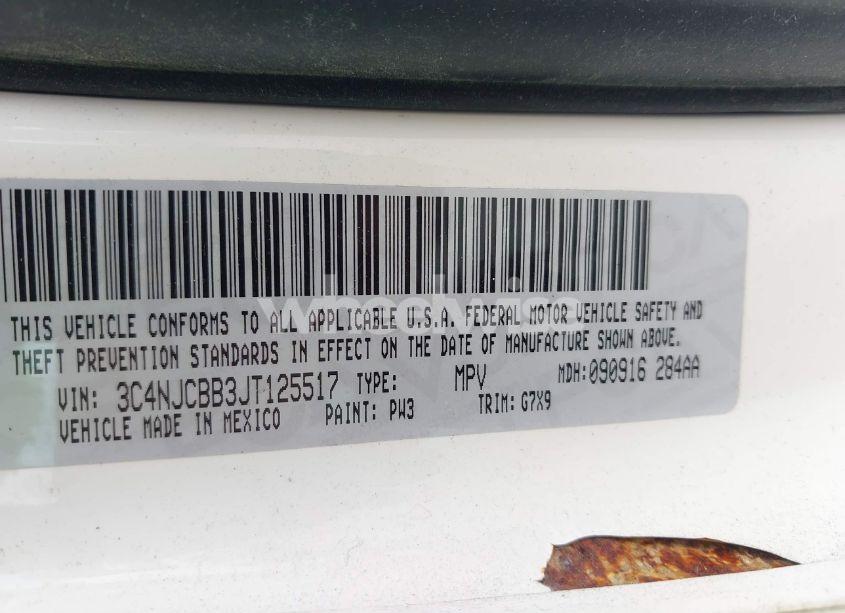 wheelwise
THIS VEHICLE CONFORMS TO ALL APPLICABLE U.S.A. FEDERAL MOTOR VEHICLE SAFETY AND
THEFT PREVENTION STANDARDS IN EFFECT ON THE DATE OF MANUFACTURE SHOWN ABOVE.
VIN: 3C4NJCBB3JT125517 TYPE: MPV MDH:090916 284AA
VEHICLE MADE IN MEXICO PAINT: PW3 TRIM: G7X9